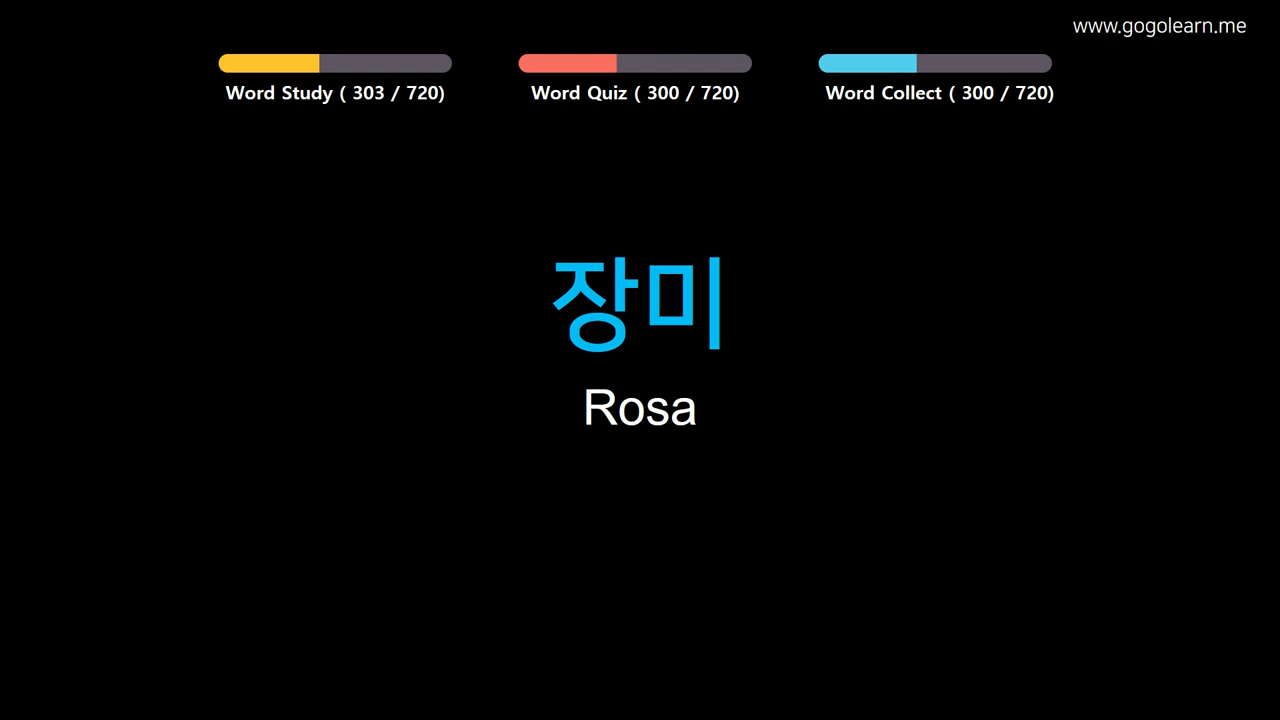 www.gogolearn.me
Word Study ( 303 / 720)
Word Quiz ( 300 / 720)
Word Collect ( 300 / 720)
장미
Rosa